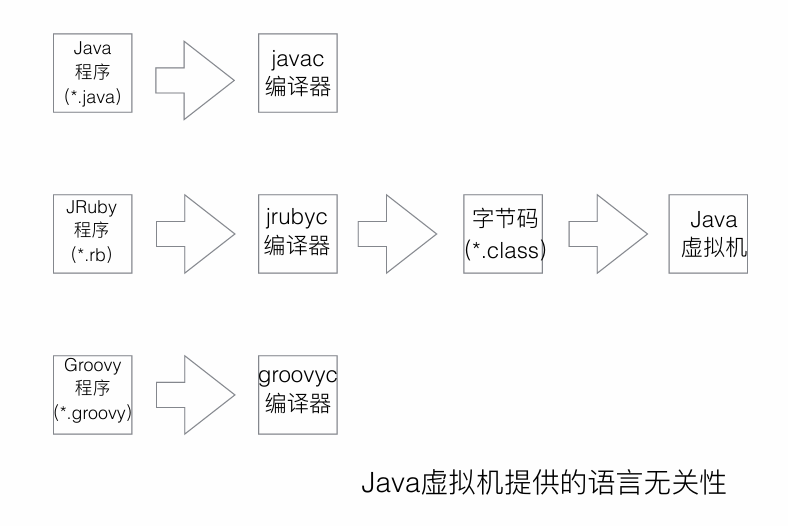 Java
程序
(*.java)
javac
编译器
JRuby
程序
(*.rb)
jrubyc
编译器
字节码
(*.class)
Java
虚拟机
Groovy
程序
(*.groovy)
groovyc
编译器
Java虚拟机提供的语言无关性